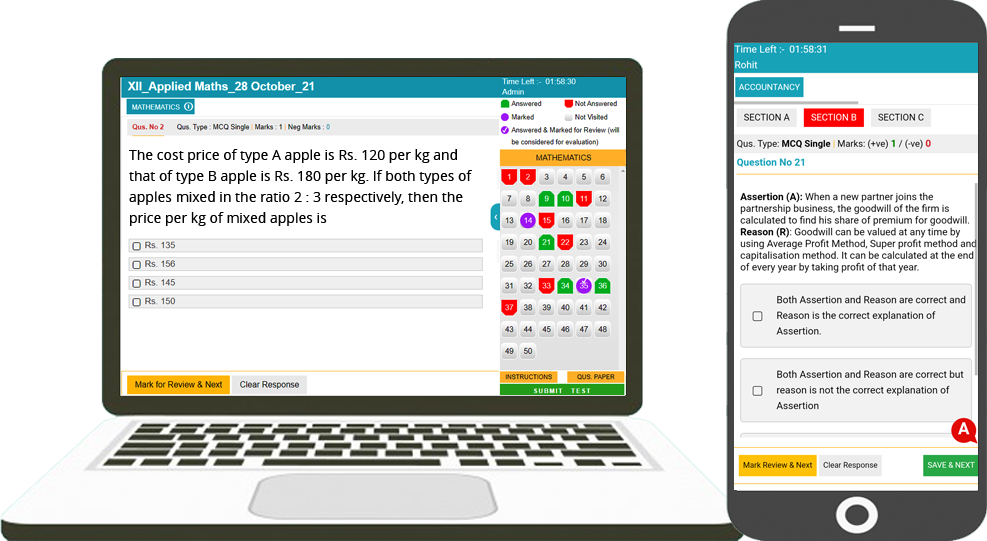 XII_Applied Maths_28 October_21
MATHEMATICS
Qus. No 2 Qus. Type : MCQ Single | Marks : 1 | Neg Marks : 0
The cost price of type A apple is Rs. 120 per kg and
that of type B apple is Rs. 180 per kg. If both types of
apples mixed in the ratio 2 : 3 respectively, then the
price per kg of mixed apples is
Rs. 135
Rs. 156
Rs. 145
Rs. 150
Mark for Review & Next Clear Response
Time Left :- 01:58:30
Admin
Answered Not Answered
Marked Not Visited
Answered & Marked for Review (will
be considered for evaluation)
MATHEMATICS
1 2 3 4 5 6
7 8 9 10 11 12
13 14 15 16 17 18
19 20 21 22 23 24
25 26 27 28 29 30
31 32 33 34 35 36
37 38 39 40 41 42
43 44 45 46 47 48
49 50
INSTRUCTIONS QUS. PAPER
SUBMIT TEST
Time Left :- 01:58:31
Rohit
ACCOUNTANCY
SECTION A SECTION B SECTION C
Qus. Type: MCQ Single | Marks: (+ve) 1 / (-ve) 0
Question No 21
Assertion (A): When a new partner joins the
partnership business, the goodwill of the firm is
calculated to find his share of premium for goodwill.
Reason (R): Goodwill can be valued at any time by
using Average Profit Method, Super profit method and
capitalisation method. It can be calculated at the end
of every year by taking profit of that year.
Both Assertion and Reason are correct and
Reason is the correct explanation of
Assertion.
Both Assertion and Reason are correct but
reason is not the correct explanation of
Assertion
A
Mark Review & Next Clear Response SAVE & NEXT